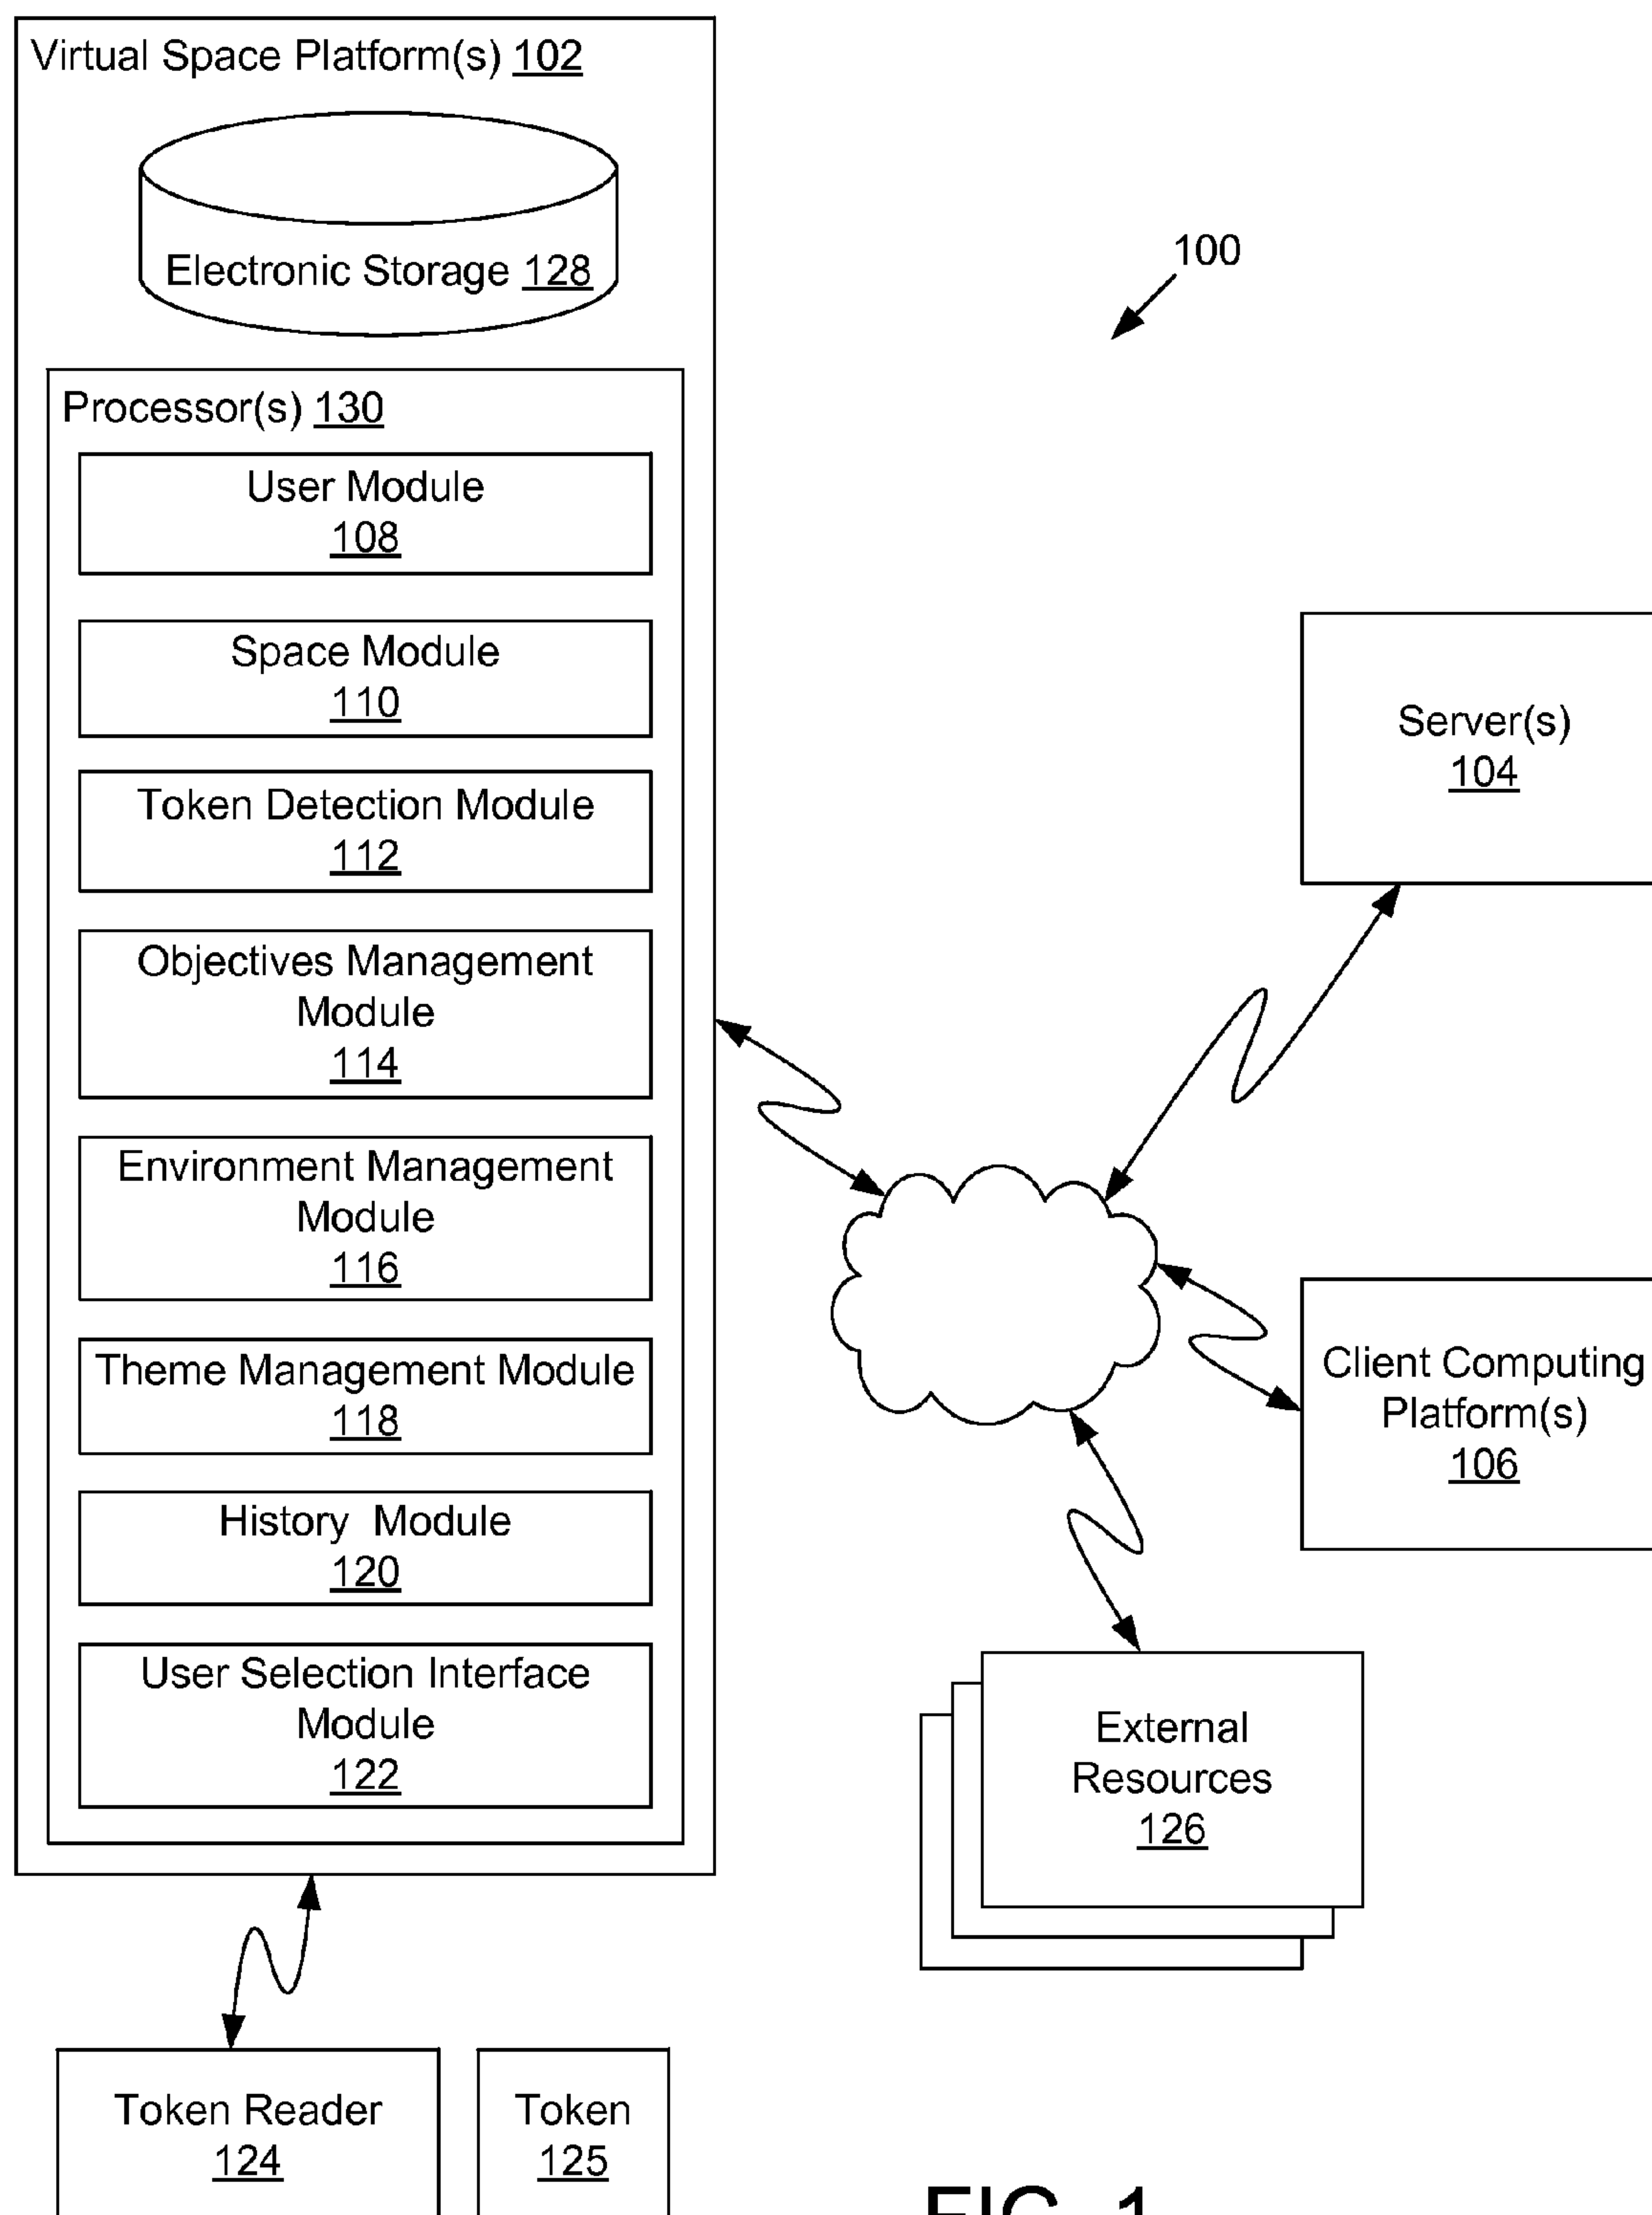 Virtual Space Platform(s) 102
Electronic Storage 128
Processor(s) 130
User Module
108
Space Module
110
Token Detection Module
112
Objectives Management
Module
114
Environment Management
Module
116
Theme Management Module
118
History Module
120
User Selection Interface
Module
122
Token Reader
124
Token
125
100
Server(s)
104
Client Computing
Platform(s)
106
External
Resources
126
FIG. 1